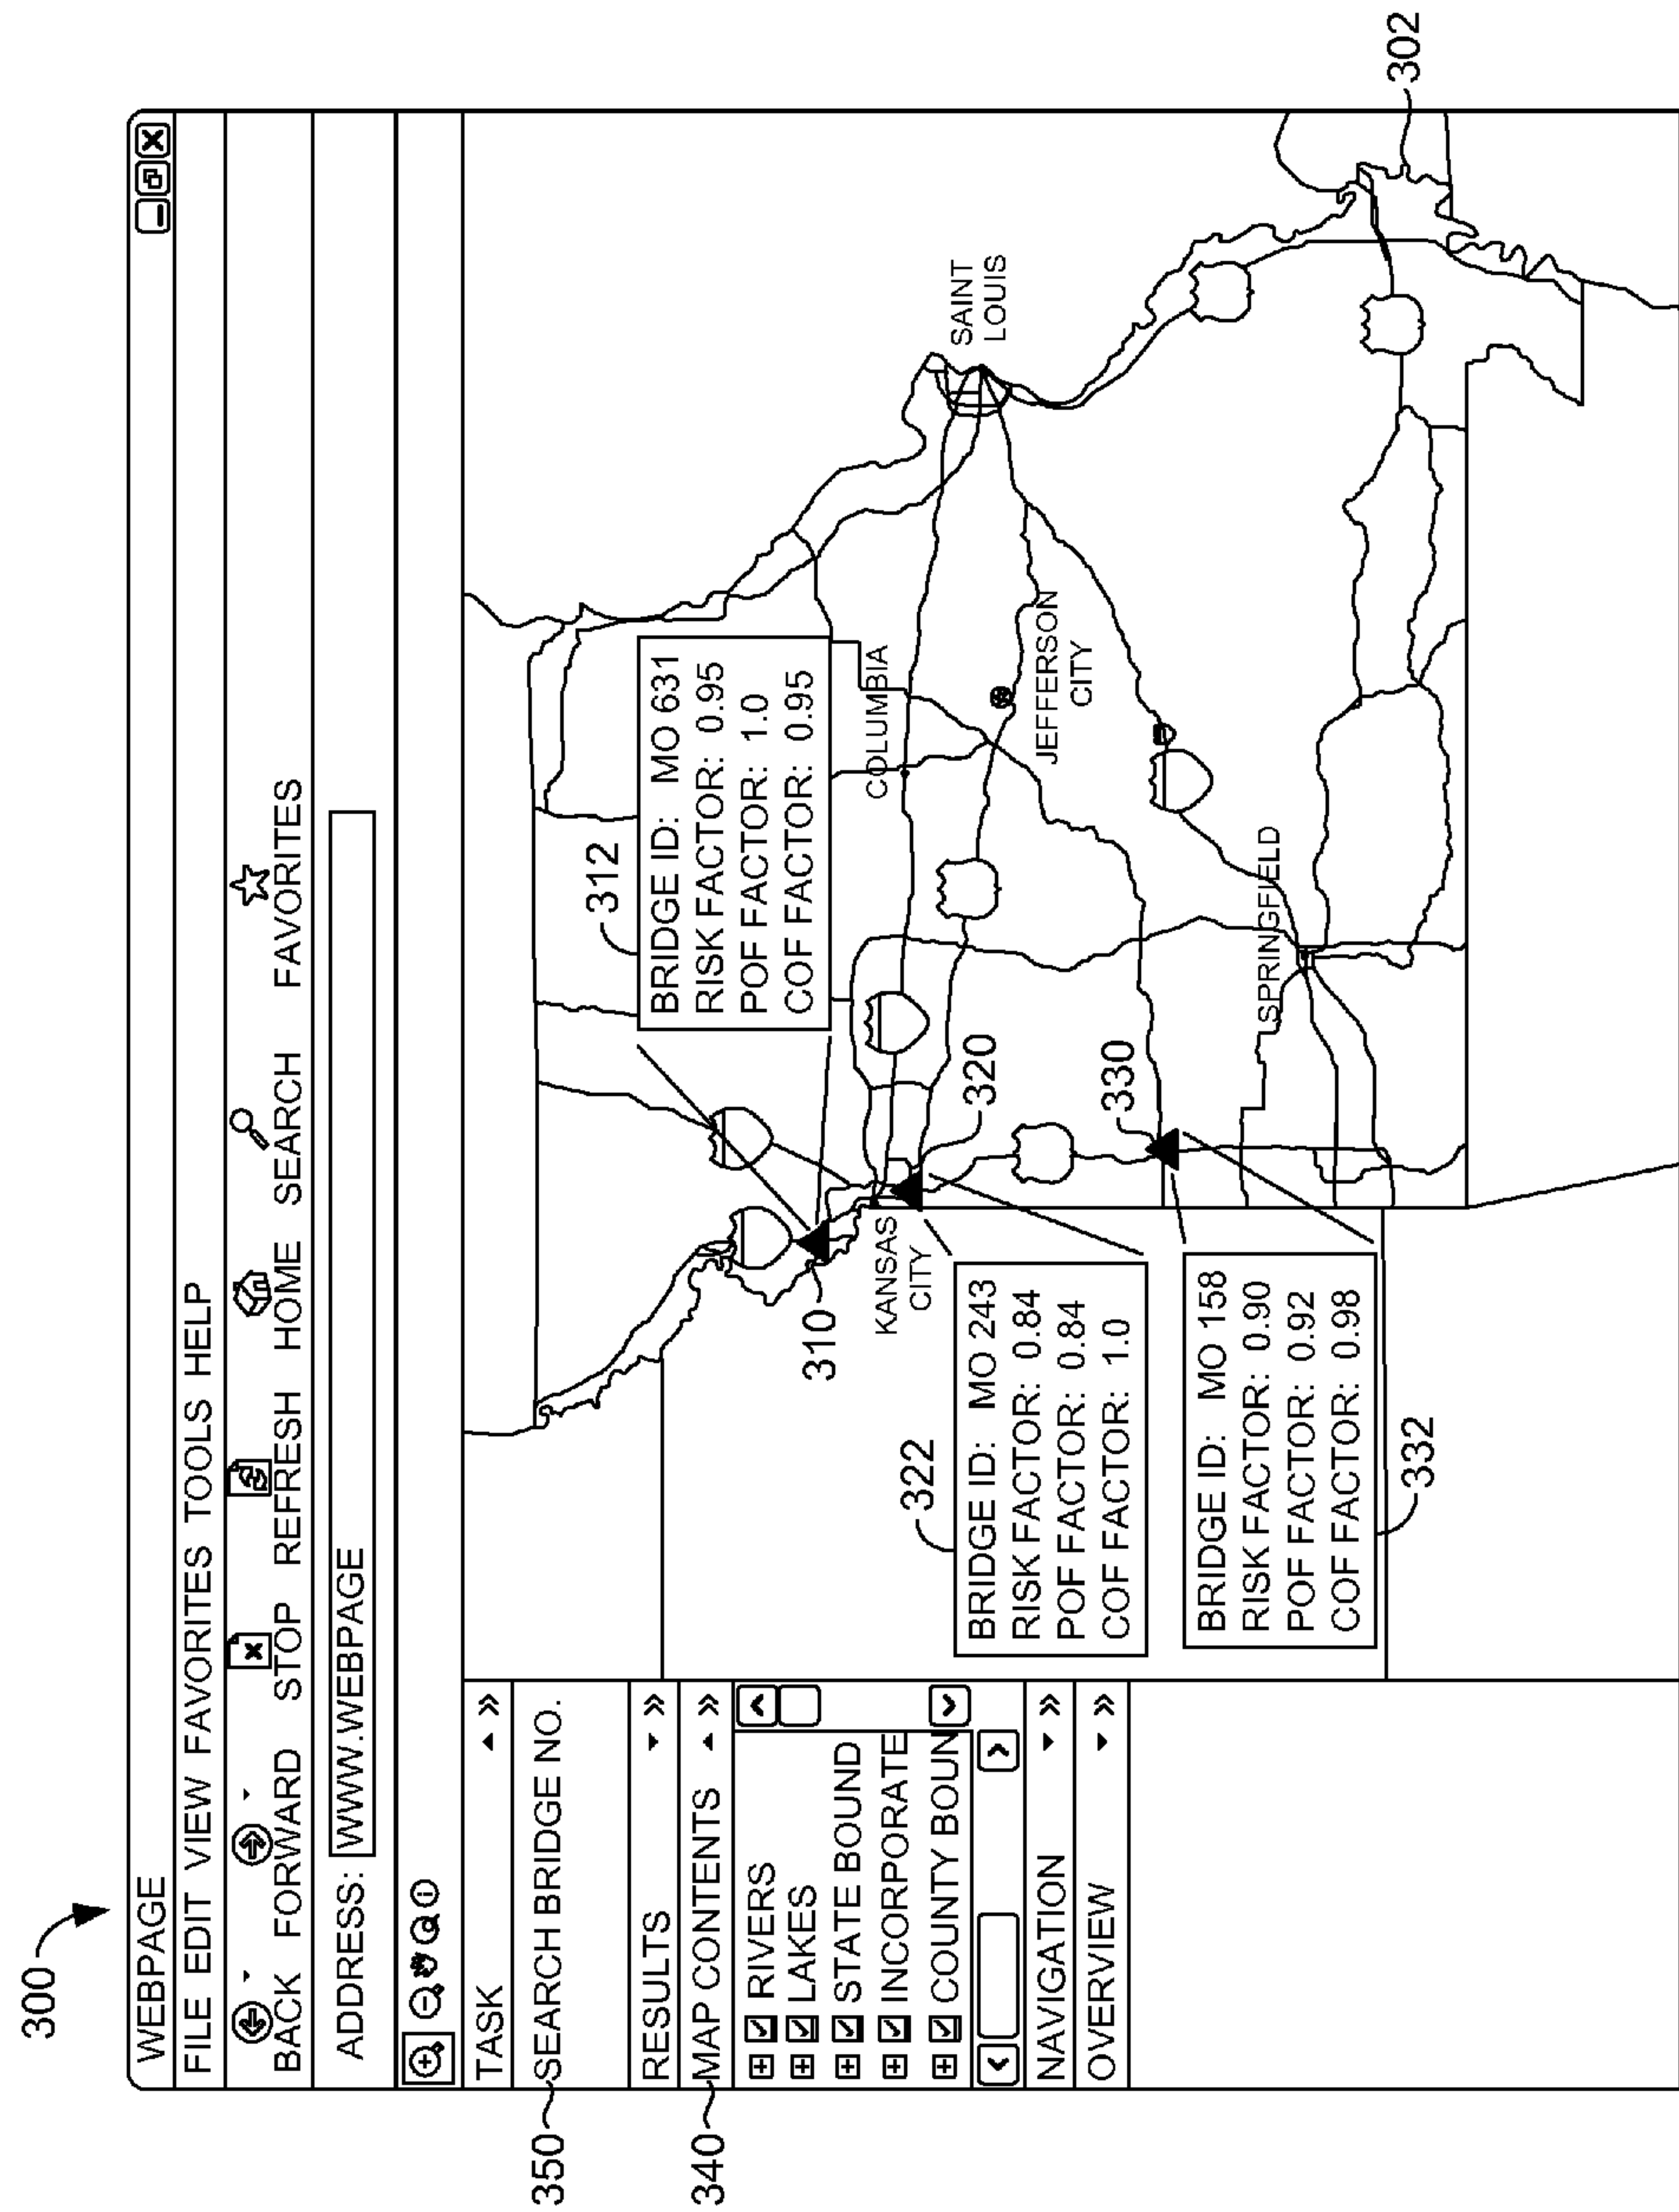 300
WEBPAGE
FILE EDIT VIEW FAVORITES TOOLS HELP
BACK FORWARD STOP REFRESH HOME SEARCH FAVORITES
ADDRESS: WWW.WEBPAGE
TASK
350
SEARCH BRIDGE NO.
RESULTS
340
MAP CONTENTS
RIVERS
LAKES
STATE BOUND
INCORPORATE
COUNTY BOUN
NAVIGATION
OVERVIEW
312
BRIDGE ID: MO 631
RISK FACTOR: 0.95
POF FACTOR: 1.0
COF FACTOR: 0.95
310
KANSAS
CITY
COLUMBIA
SAINT
LOUIS
320
JEFFERSON
CITY
322
BRIDGE ID: MO 243
RISK FACTOR: 0.84
POF FACTOR: 0.84
COF FACTOR: 1.0
330
SPRINGFIELD
BRIDGE ID: MO 158
RISK FACTOR: 0.90
POF FACTOR: 0.92
COF FACTOR: 0.98
332
302